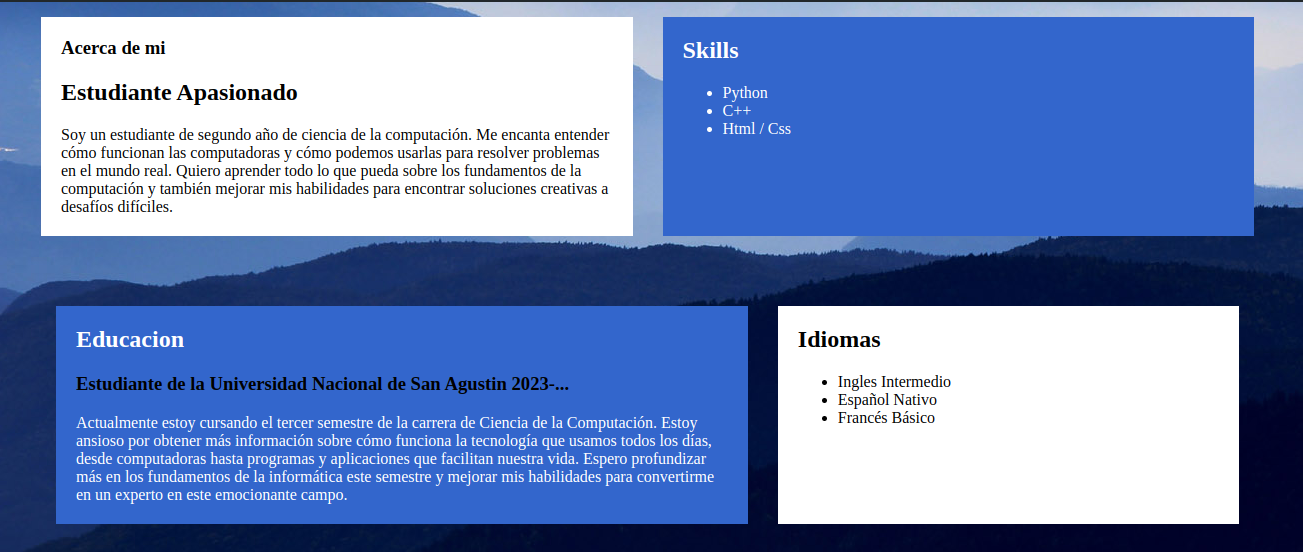 Acerca de mi
Estudiante Apasionado
Soy un estudiante de segundo año de ciencia de la computación. Me encanta entender
cómo funcionan las computadoras y cómo podemos usarlas para resolver problemas
en el mundo real. Quiero aprender todo lo que pueda sobre los fundamentos de la
computación y también mejorar mis habilidades para encontrar soluciones creativas a
desafíos difíciles.
Skills
Python
C++
Html / Css
Educacion
Estudiante de la Universidad Nacional de San Agustin 2023-...
Actualmente estoy cursando el tercer semestre de la carrera de Ciencia de la Computación. Estoy
ansioso por obtener más información sobre cómo funciona la tecnología que usamos todos los días,
desde computadoras hasta programas y aplicaciones que facilitan nuestra vida. Espero profundizar
más en los fundamentos de la informática este semestre y mejorar mis habilidades para convertirme
en un experto en este emocionante campo.
Idiomas
Ingles Intermedio
Español Nativo
Francés Básico